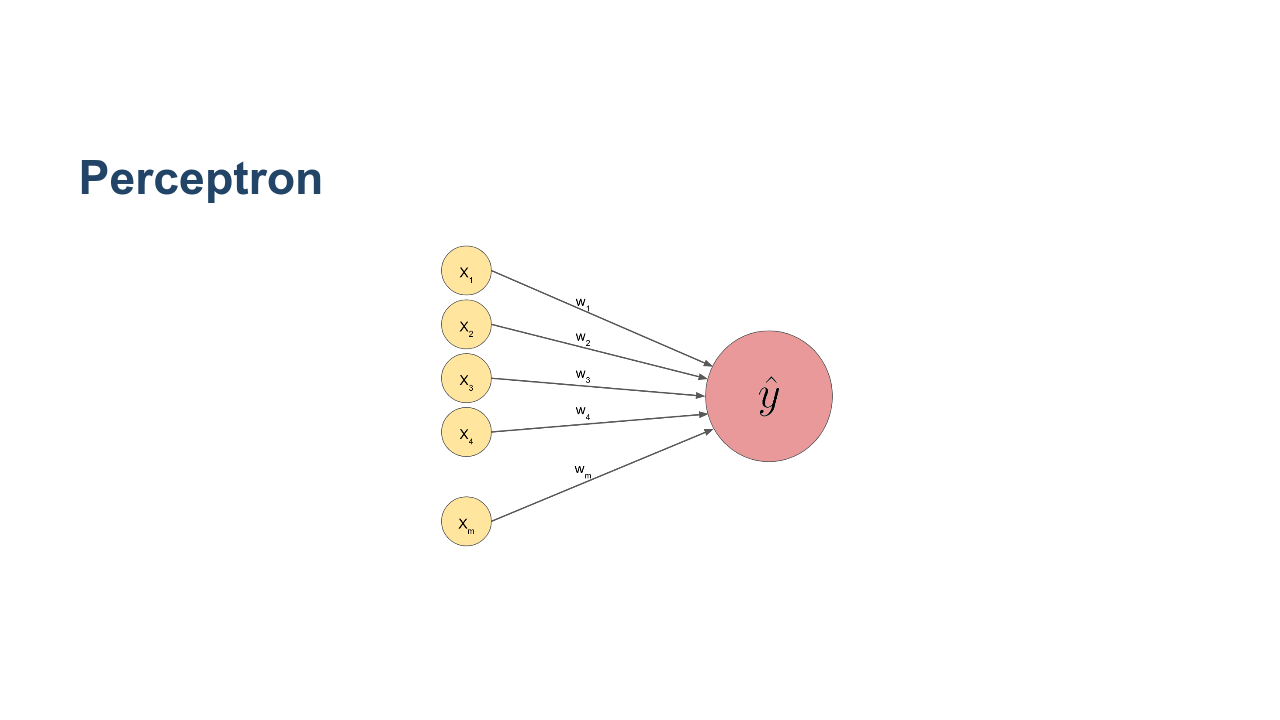 Perceptron
x₁
w₁
x₂
w₂
x₃
w₃
x₄
w₄
ŷ
wₘ
xₘ